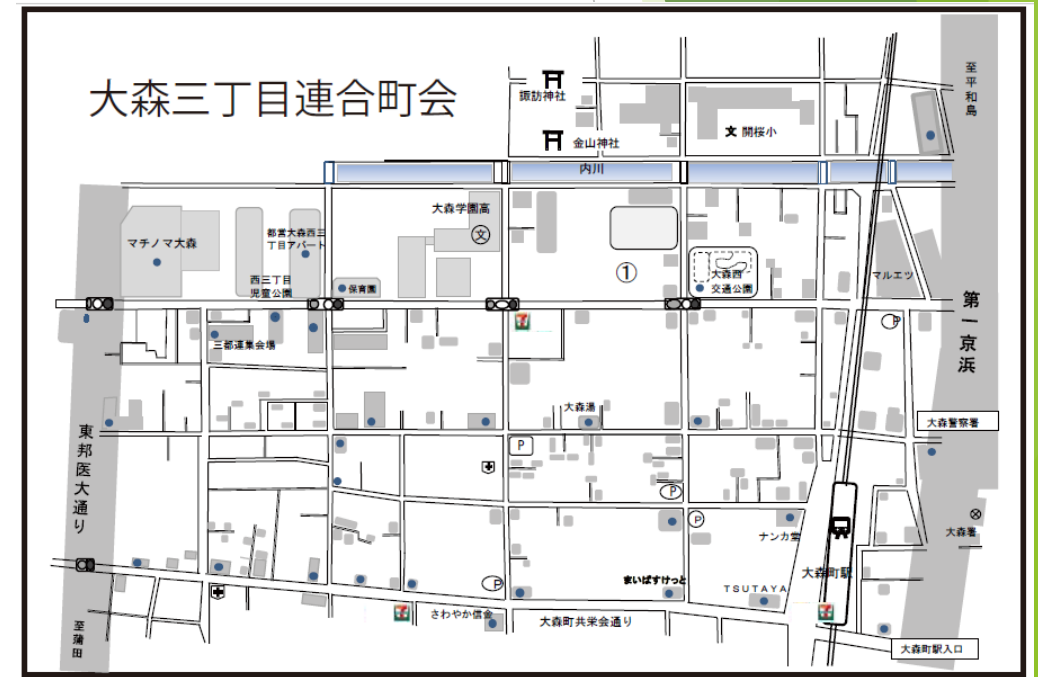 大森三丁目連合町会
諏訪神社
至平和島
文 開桜小
金山神社
内川
大森学園高
文
マチノマ大森
都営大森西三
丁目アパート
①
大森西
交通公園
マルエツ
西三丁目
児童公園
保育園
第一京浜
7
P
三都連集会場
大森湯
大森警察署
東邦医大通り
P
P
P
大森署
ナンカ堂
大森町駅
まいばすけっと
TSUTAYA
P
7
さわやか信金
大森町共栄会通り
7
至蒲田
大森町駅入口